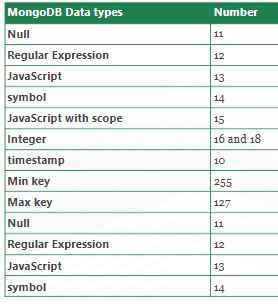 MongoDB Data types Number
Null 11
Regular Expression 12
JavaScript 13
symbol 14
JavaScript with scope 15
Integer 16 and 18
timestamp 10
Min key 255
Max key 127
Null 11
Regular Expression 12
JavaScript 13
symbol 14